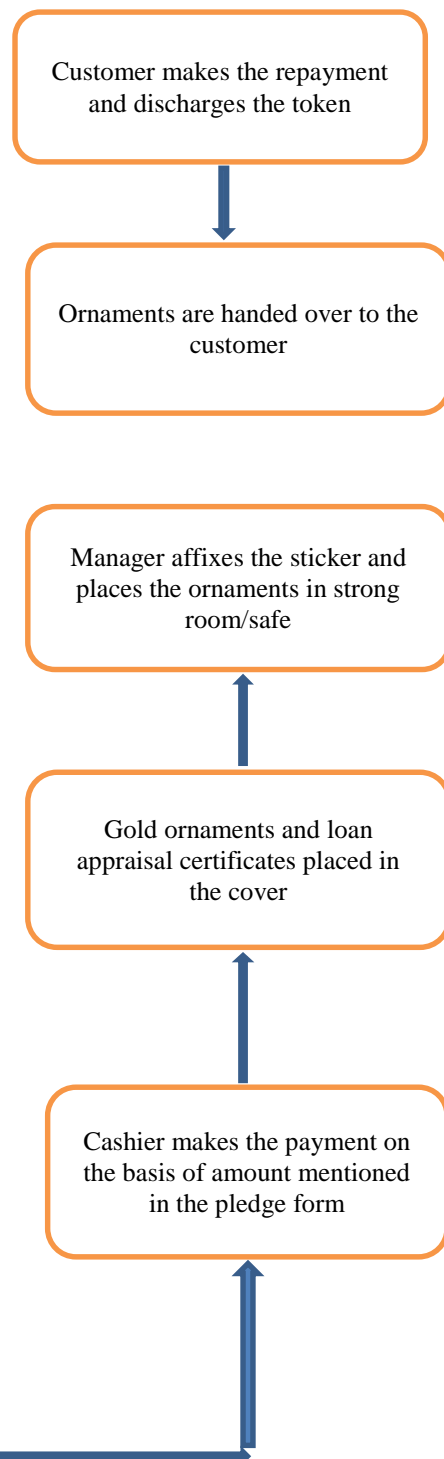 Customer makes the repayment
and discharges the token
Ornaments are handed over to the
customer
Manager affixes the sticker and
places the ornaments in strong
room/safe
Gold ornaments and loan
appraisal certificates placed in
the cover
Cashier makes the payment on
the basis of amount mentioned
in the pledge form